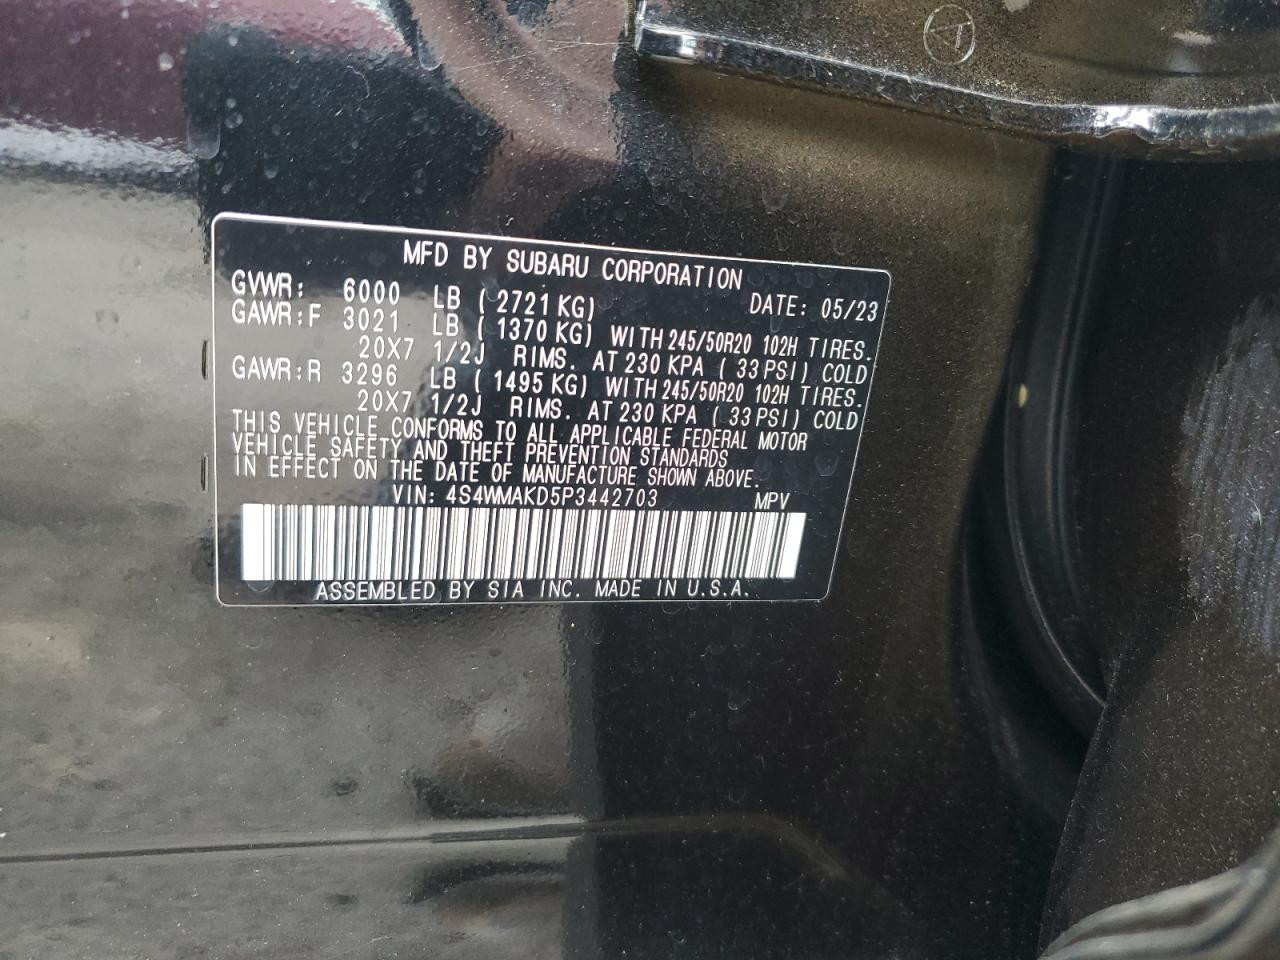 MFD BY SUBARU CORPORATION
GVWR: 6000 LB ( 2721 KG) DATE: 05/23
GAWR:F 3021 LB ( 1370 KG) WITH 245/50R20 102H TIRES.
20X7 1/2J RIMS. AT 230 KPA ( 33 PSI) COLD
GAWR:R 3296 LB ( 1495 KG) WITH 245/50R20 102H TIRES.
20X7 1/2J RIMS. AT 230 KPA ( 33 PSI) COLD
THIS VEHICLE CONFORMS TO ALL APPLICABLE FEDERAL MOTOR
VEHICLE SAFETY AND THEFT PREVENTION STANDARDS
IN EFFECT ON THE DATE OF MANUFACTURE SHOWN ABOVE.
VIN: 4S4WMAKD5P3442703 MPV
ASSEMBLED BY SIA INC. MADE IN U.S.A.